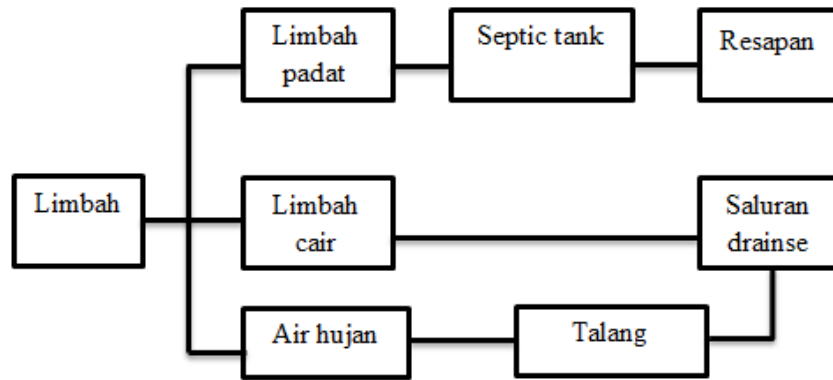 Limbah
padat
Septic tank
Resapan
Limbah
Limbah
cair
Saluran
drainse
Air hujan
Talang